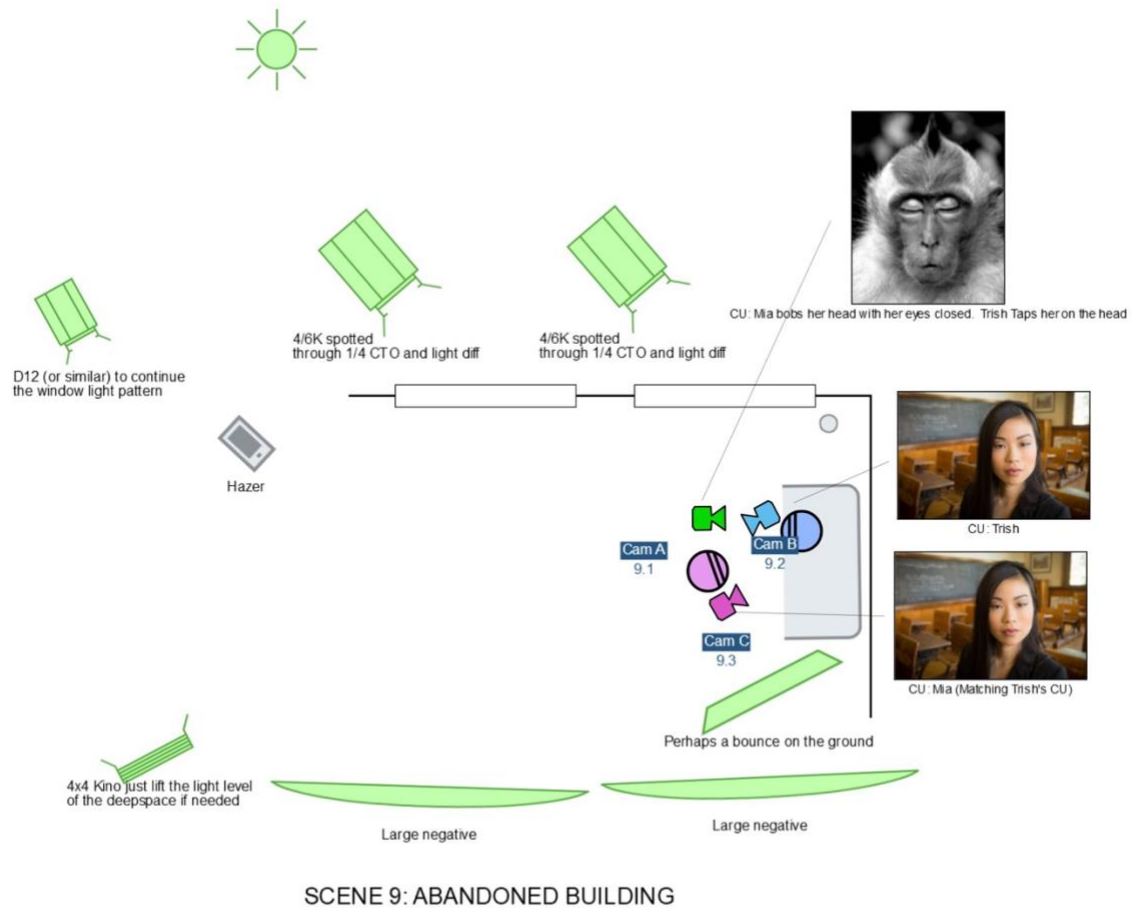 CU: Mia bobs her head with her eyes closed. Trish Taps her on the head
4/6K spotted
through 1/4 CTO and light diff
4/6K spotted
through 1/4 CTO and light diff
D12 (or similar) to continue
the window light pattern
Hazer
CU: Trish
Cam A
9.1
Cam B
9.2
Cam C
9.3
CU: Mia (Matching Trish's CU)
Perhaps a bounce on the ground
4x4 Kino just lift the light level
of the deepspace if needed
Large negative
Large negative
SCENE 9: ABANDONED BUILDING